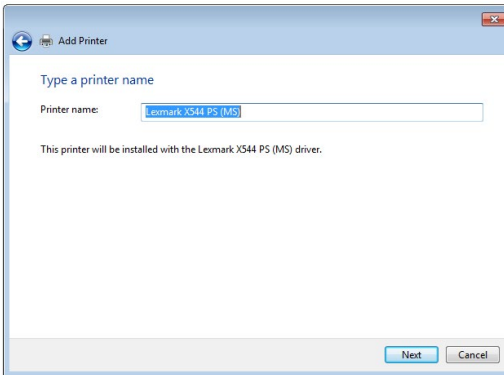 Add Printer
Type a printer name
Printer name: Lexmark X544 PS (MS)
This printer will be installed with the Lexmark X544 PS (MS) driver.
Next Cancel